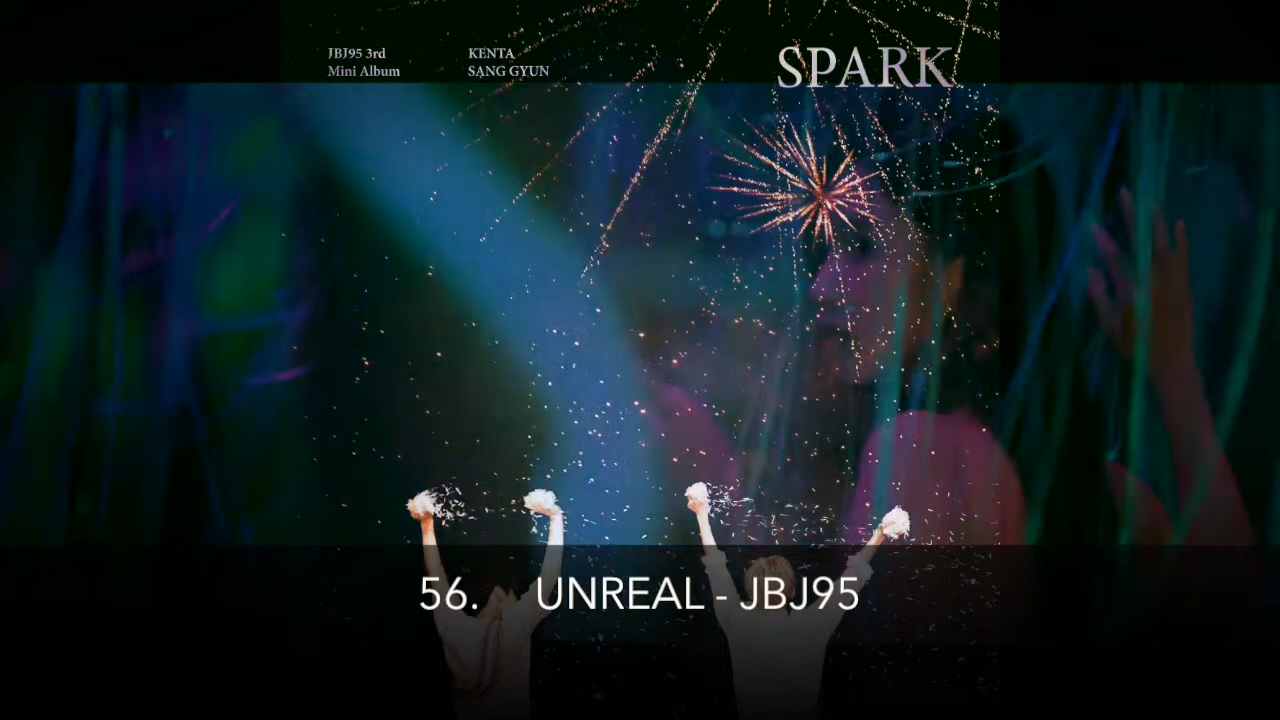 JBJ95 3rd
Mini Album
KENTA
SANG GYUN
SPARK
56. UNREAL - JBJ95